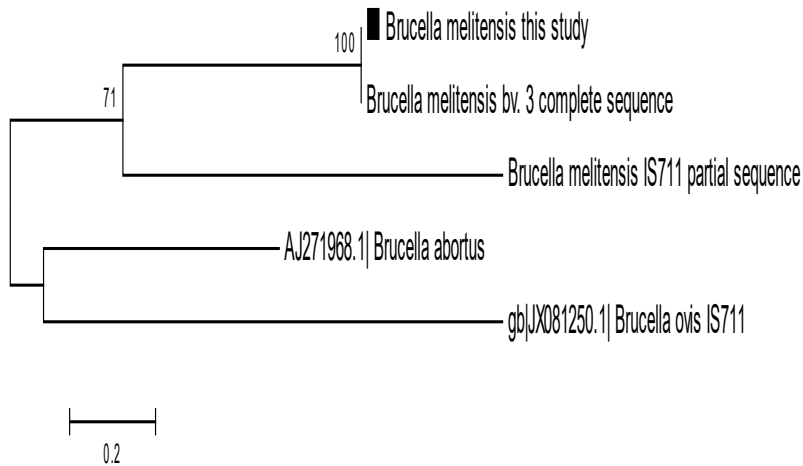 100
Brucella melitensis this study
71
Brucella melitensis bv. 3 complete sequence
Brucella melitensis IS711 partial sequence
AJ271968.1| Brucella abortus
gb|JX081250.1| Brucella ovis IS711
0.2